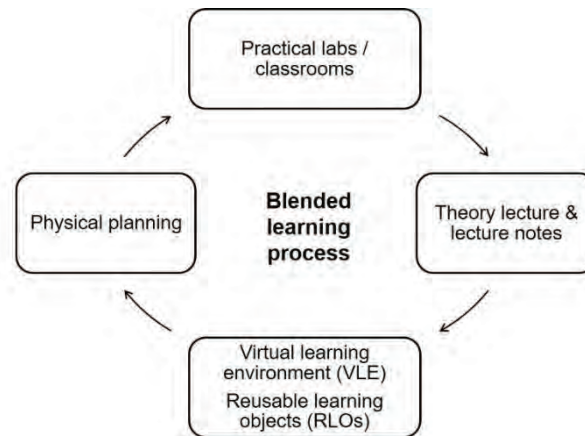 Practical labs /
classrooms
Physical planning
Blended
learning
process
Theory lecture &
lecture notes
Virtual learning
environment (VLE)
Reusable learning
objects (RLOs)